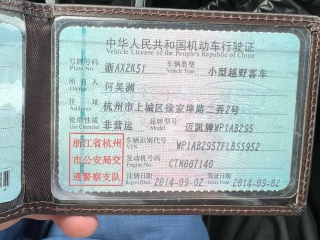 中华人民共和国机动车行驶证
Vehicle License of the People's Republic of China
号牌号码 浙AX2K51 车辆类型 小型越野客车
Plate No. Vehicle Type
所有人 何昊渊
Owner
住址 杭州市上城区徐家埠路二弄2号
Address
使用性质 非营运 品牌型号 迈凯牌WP1AB295
Use Character Model
浙江省杭州 车辆识别代号 WP1AB2957FLB55952
市公安局交 VIN
通警察支队 发动机号码 CTN007140
Engine No.
注册日期 2014-09-02 发证日期 2014-09-02
Register Date Issue Date